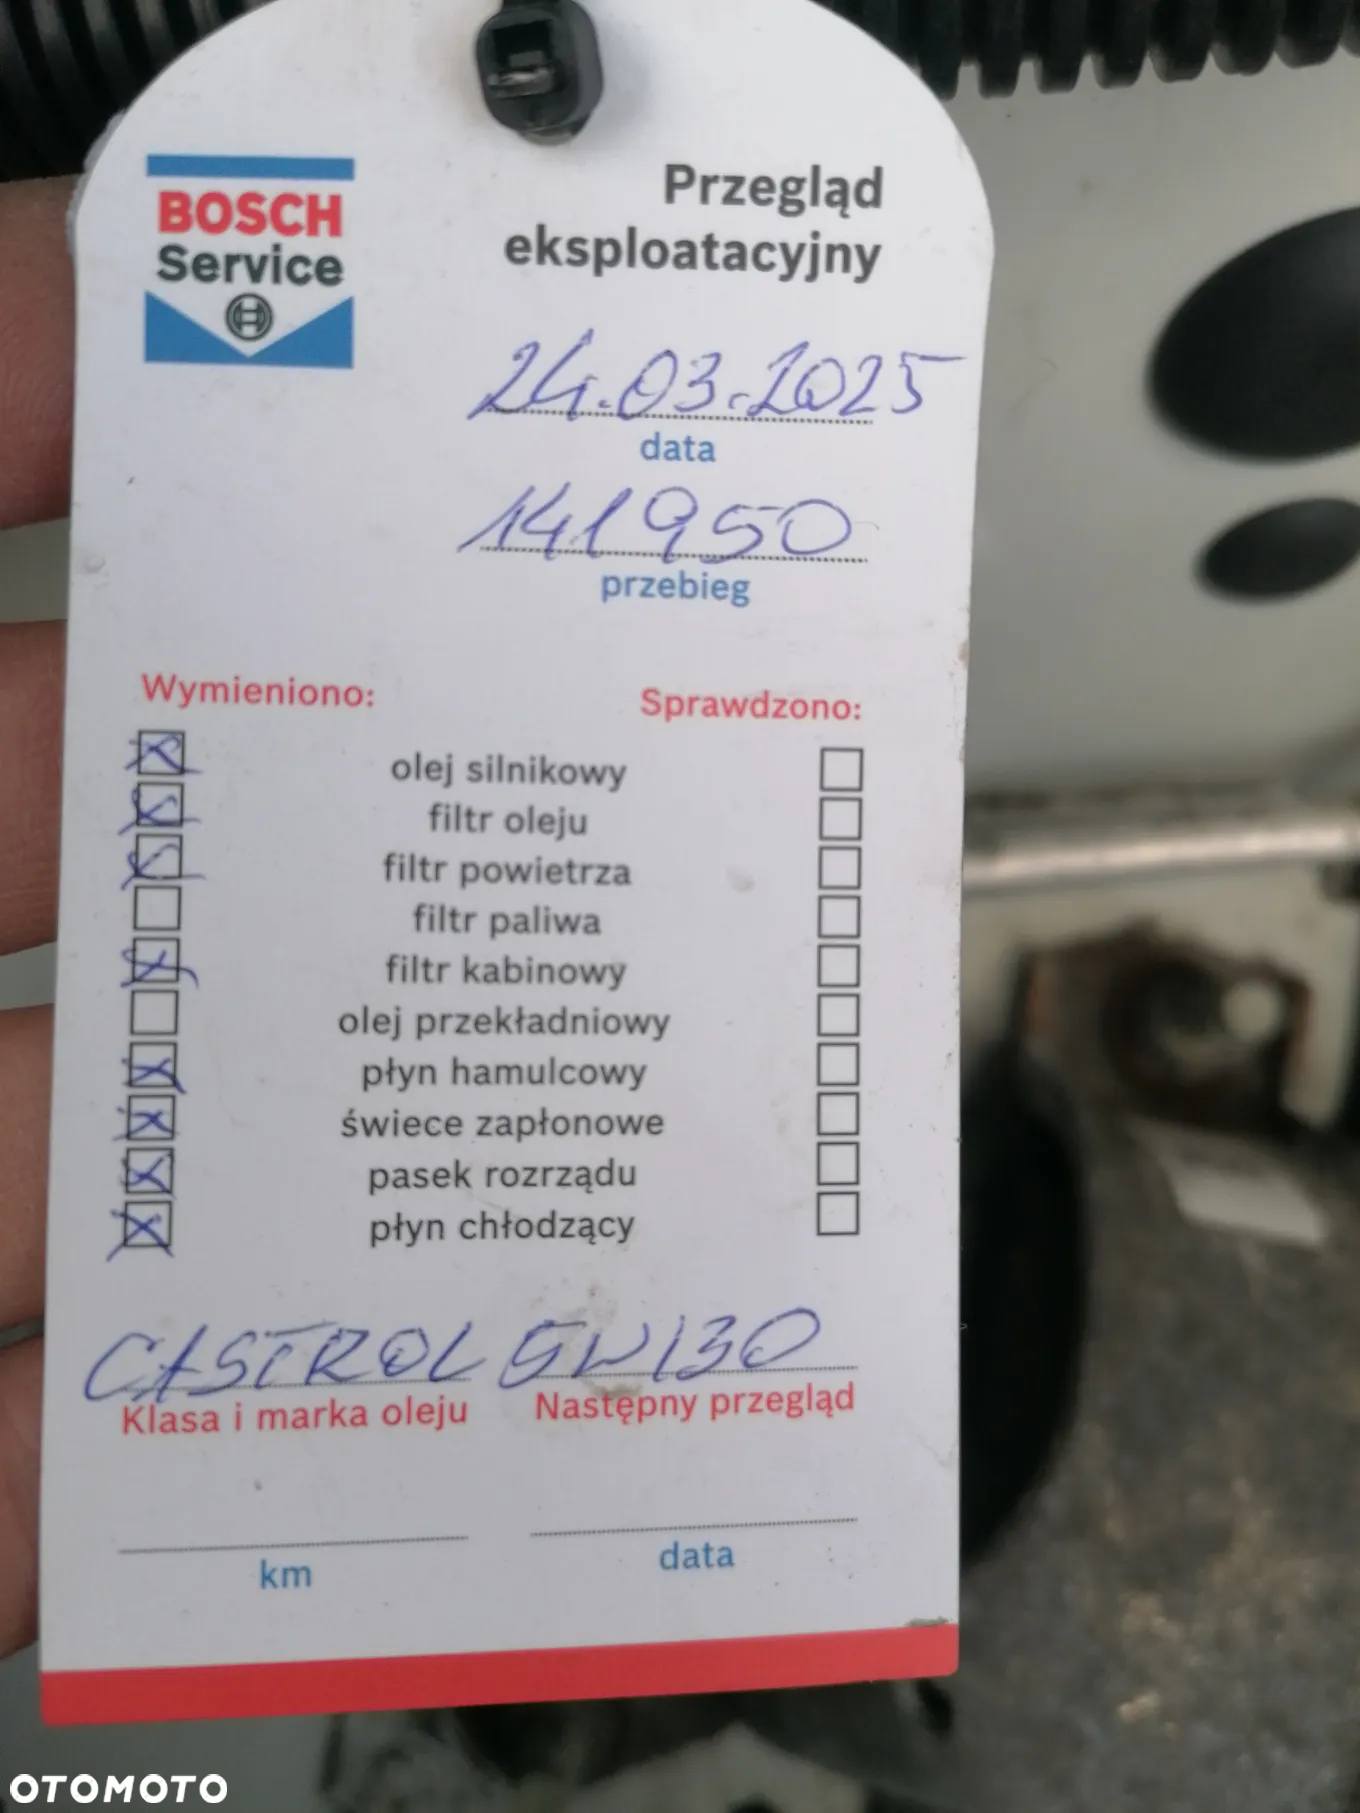 BOSCH
Service
Przegląd
eksploatacyjny
24.03.2025
data
141950
przebieg
Wymieniono:
Sprawdzono:
olej silnikowy
filtr oleju
filtr powietrza
filtr paliwa
filtr kabinowy
olej przekładniowy
płyn hamulcowy
świece zapłonowe
pasek rozrządu
płyn chłodzący
CASTROL 5W130
Klasa i marka oleju
Następny przegląd
km
data
OTOMOTO